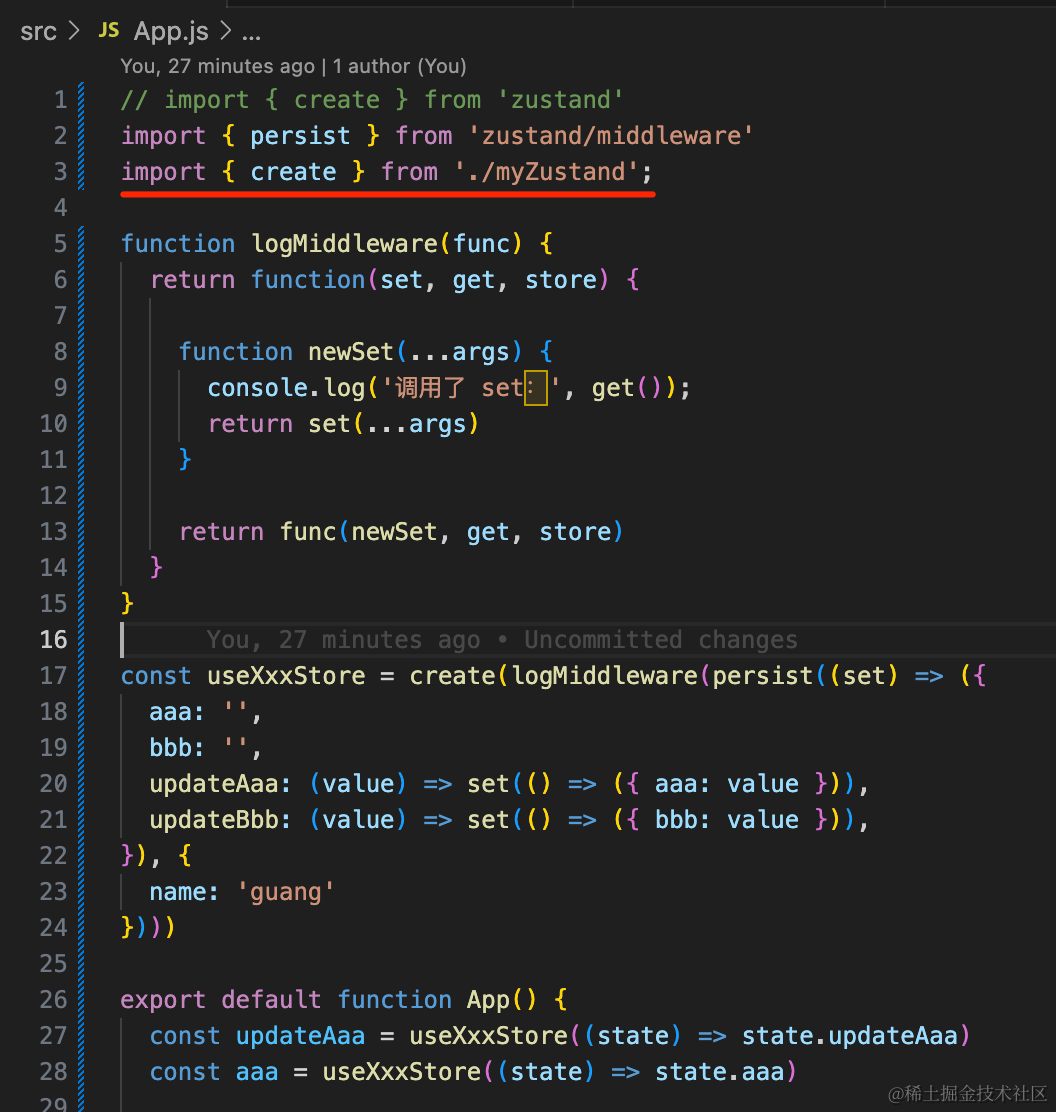 src > JS App.js > ...
You, 27 minutes ago | 1 author (You)
1 // import { create } from 'zustand'
2 import { persist } from 'zustand/middleware'
3 import { create } from './myZustand';
4
5 function logMiddleware(func) {
6   return function(set, get, store) {
7
8     function newSet(...args) {
9       console.log('调用了 set：', get());
10       return set(...args)
11     }
12
13     return func(newSet, get, store)
14   }
15 }
16 You, 27 minutes ago • Uncommitted changes
17 const useXxxStore = create(logMiddleware(persist((set) => ({
18   aaa: '',
19   bbb: '',
20   updateAaa: (value) => set(() => ({ aaa: value })),
21   updateBbb: (value) => set(() => ({ bbb: value })),
22 }), {
23   name: 'guang'
24 })))
25
26 export default function App() {
27   const updateAaa = useXxxStore((state) => state.updateAaa)
28   const aaa = useXxxStore((state) => state.aaa)
29
@稀土掘金技术社区